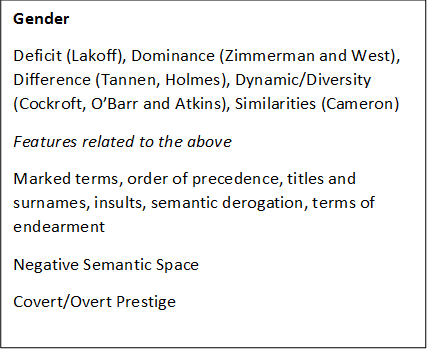 Gender
Deficit (Lakoff), Dominance (Zimmerman and West),
Difference (Tannen, Holmes), Dynamic/Diversity
(Cockroft, O'Barr and Atkins), Similarities (Cameron)
Features related to the above
Marked terms, order of precedence, titles and
surnames, insults, semantic derogation, terms of
endearment
Negative Semantic Space
Covert/Overt Prestige